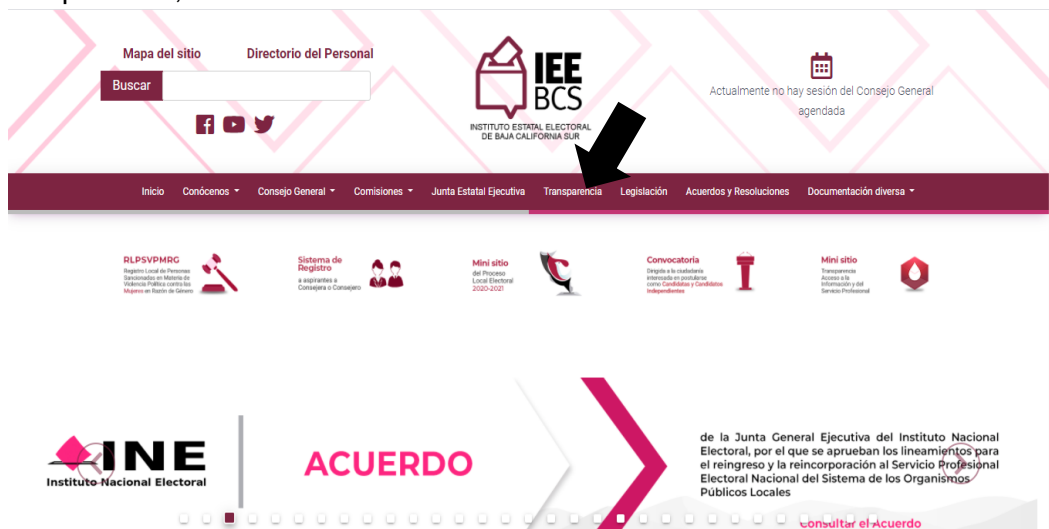 Mapa del sitio
Directorio del Personal
Buscar
IEE
BCS
INSTITUTO ESTATAL ELECTORAL
DE BAJA CALIFORNIA SUR
Actualmente no hay sesión del Consejo General
agendada
Inicio
Conócenos
Consejo General
Comisiones
Junta Estatal Ejecutiva
Transparencia
Legislación
Acuerdos y Resoluciones
Documentación diversa
RLPSVPMRG
Registro Local de Personas
Sancionadas en Materia de
Violencia Política contra las
Mujeres en Razón de Género
Sistema de
Registro
a aspirantes a
Consejera o Consejero
Mini sitio
del Proceso
Local Electoral
2020-2021
Convocatoria
Dirigida a la ciudadanía
interesada en postularse
como Candidatas y Candidatos
Independientes
Mini sitio
Transparencia
Acceso a la
Información y del
Servicio Profesional
INE
Instituto Nacional Electoral
ACUERDO
de la Junta General Ejecutiva del Instituto Nacional
Electoral, por el que se aprueban los lineamientos para
el reingreso y la reincorporación al Servicio Profesional
Electoral Nacional del Sistema de los Organismos
Públicos Locales
Consultar el Acuerdo